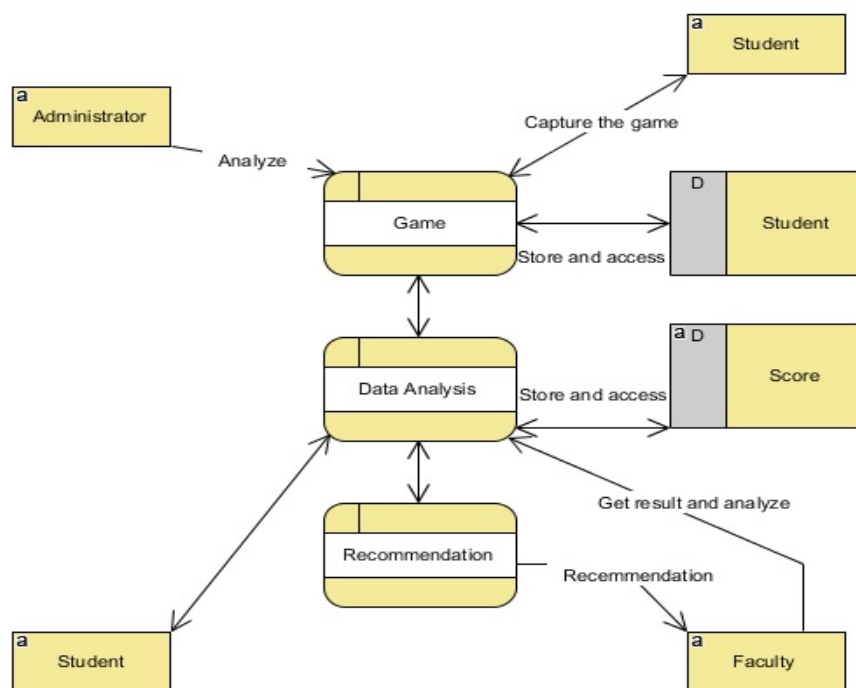 a
Student
a
Administrator
Capture the game
Analyze
D
Game
Student
Store and access
a
D
Data Analysis
Store and access
Score
Get result and analyze
Recommendation
Recemmendation
a
Student
a
Faculty